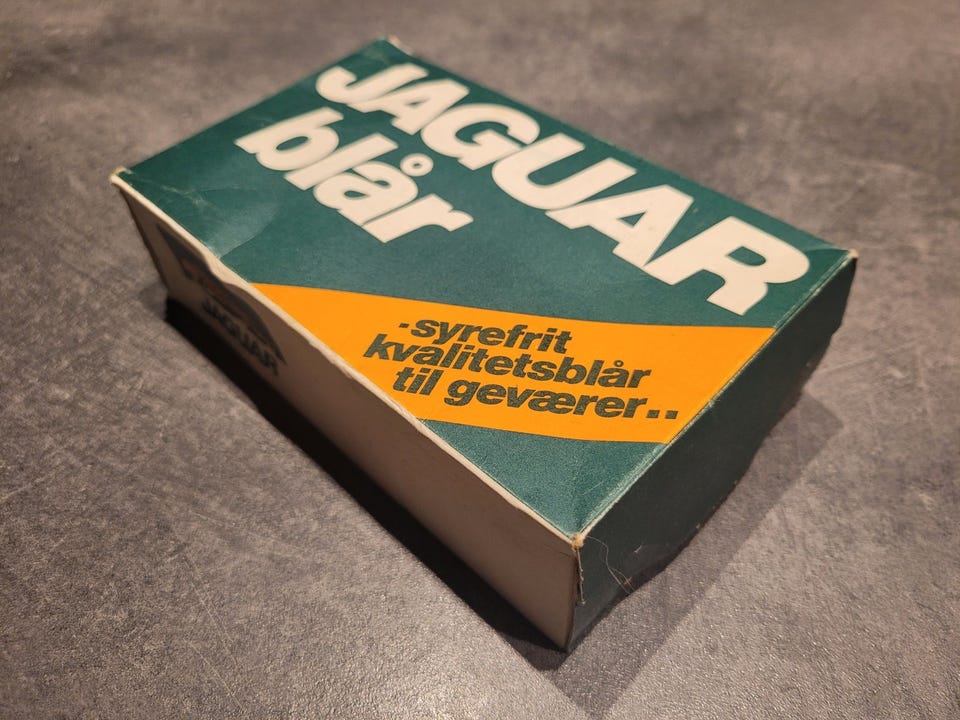 JAGUAR
blår
-syrefrit
kvalitetsblår
til geværer..
JAGUAR